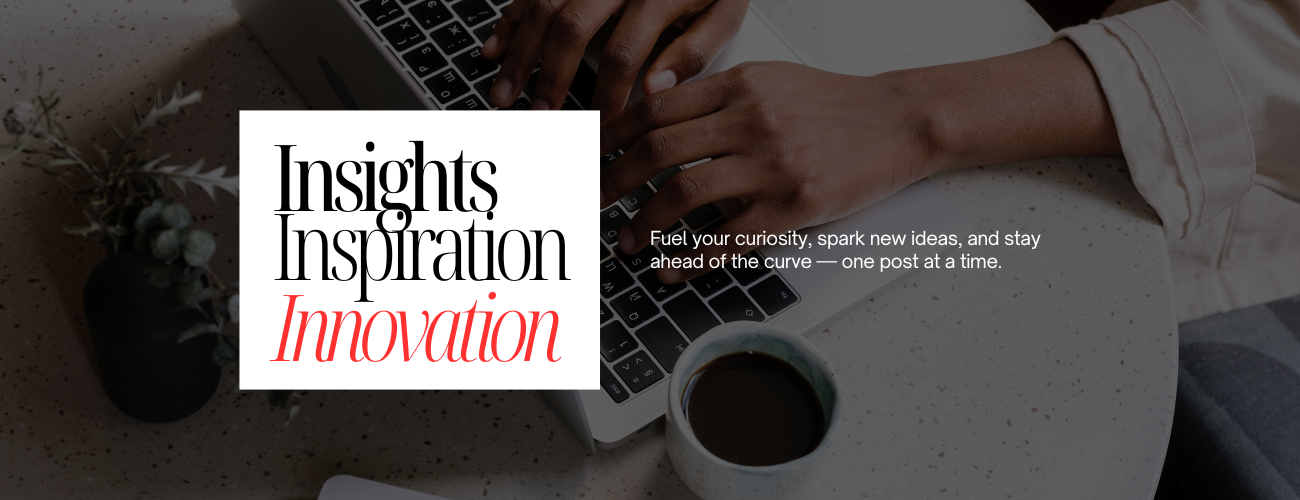 Insights
Inspiration
Innovation
Fuel your curiosity, spark new ideas, and stay
ahead of the curve — one post at a time.